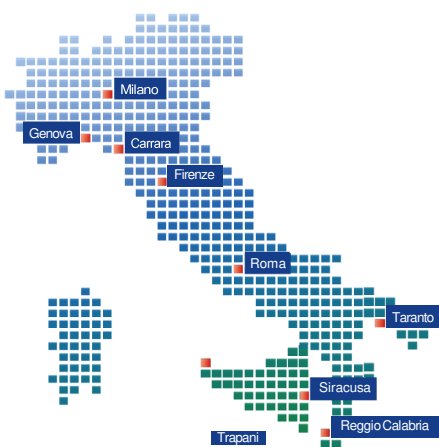 Milano
Genova
Carrara
Firenze
Roma
Taranto
Siracusa
Reggio Calabria
Trapani